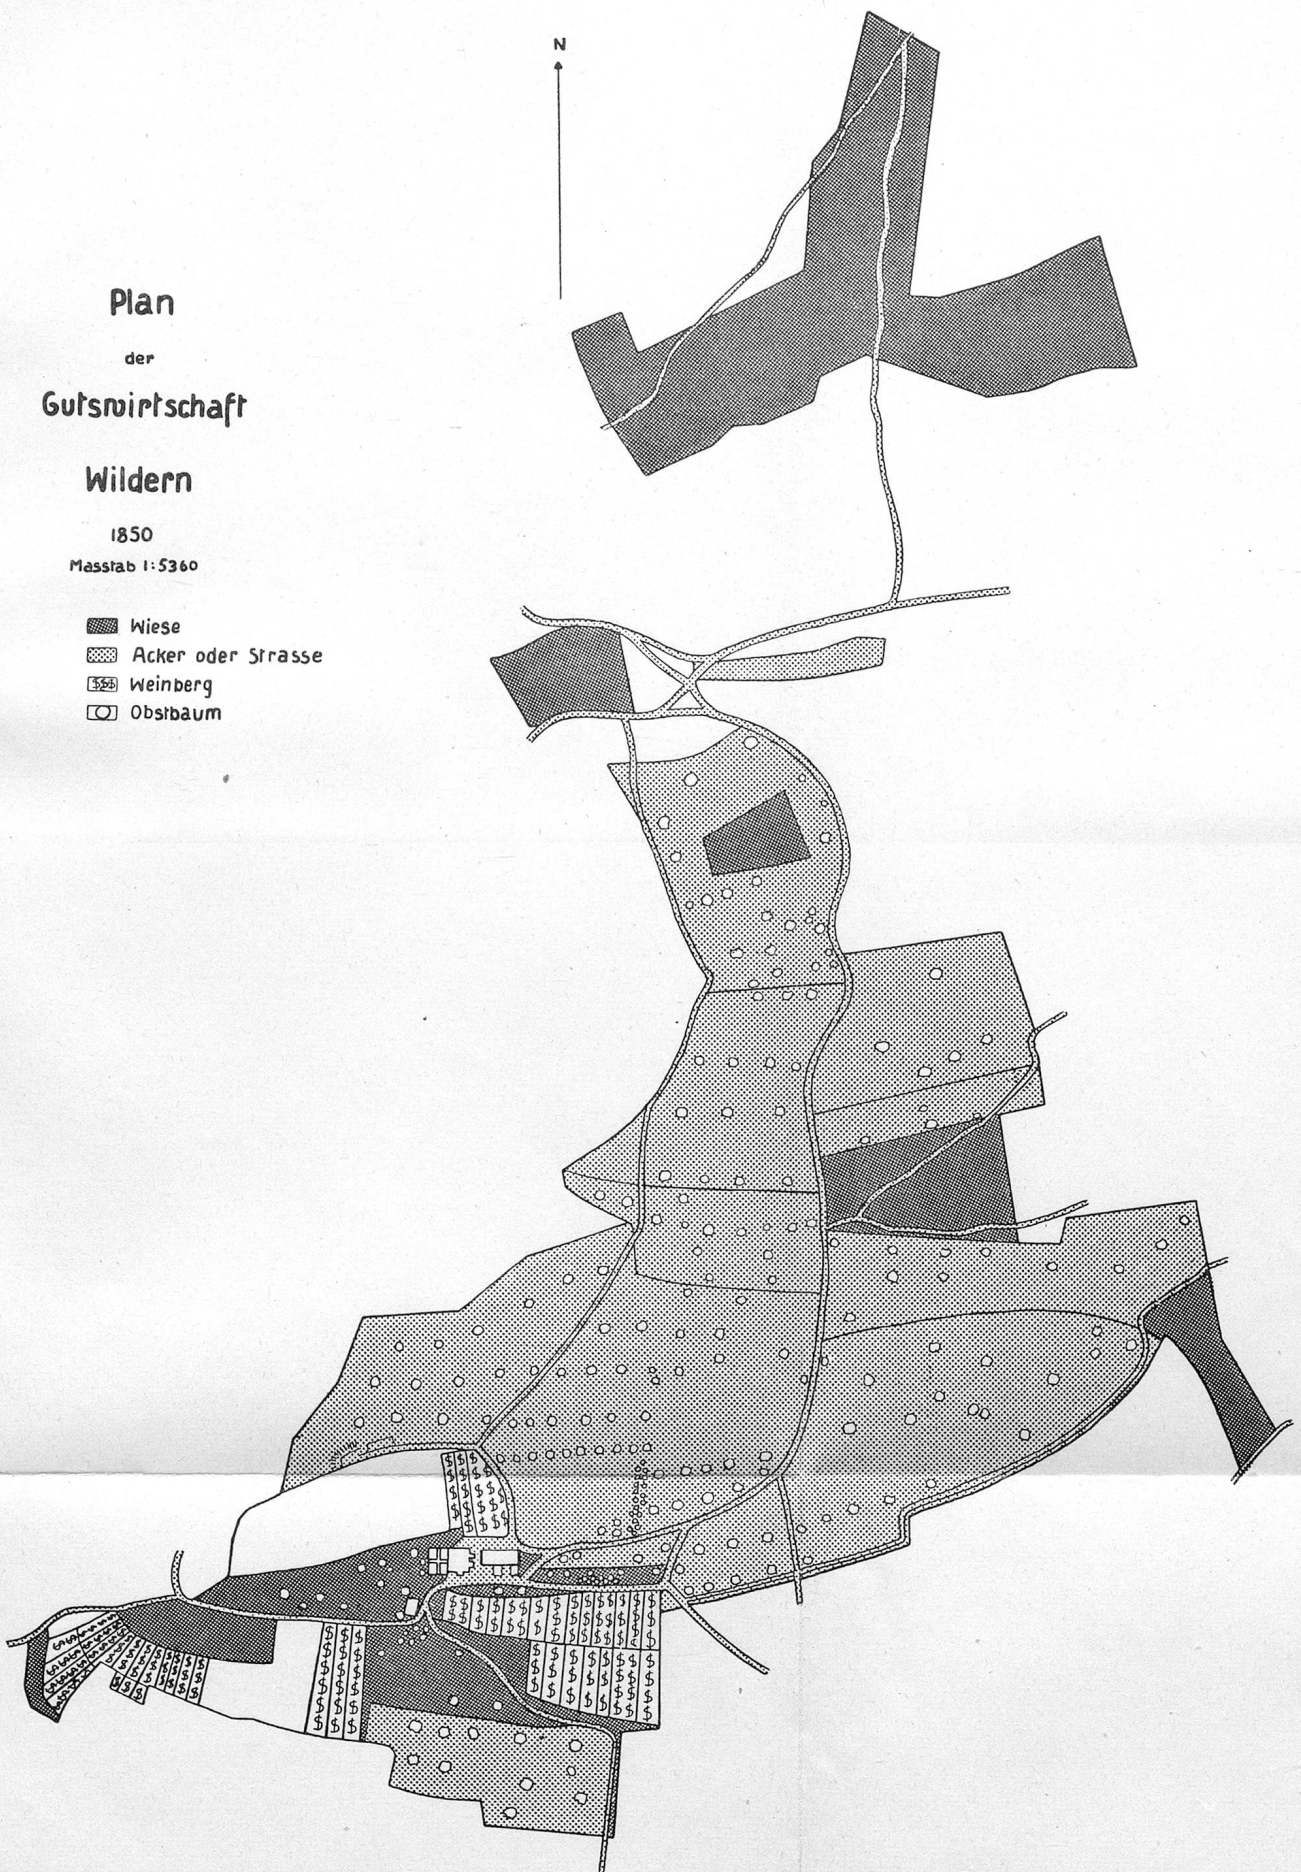 N
Plan
der
Gutswirtschaft
Wildern
1850
Masstab 1:5360
Wiese
Acker oder Strasse
Weinberg
Obstbaum